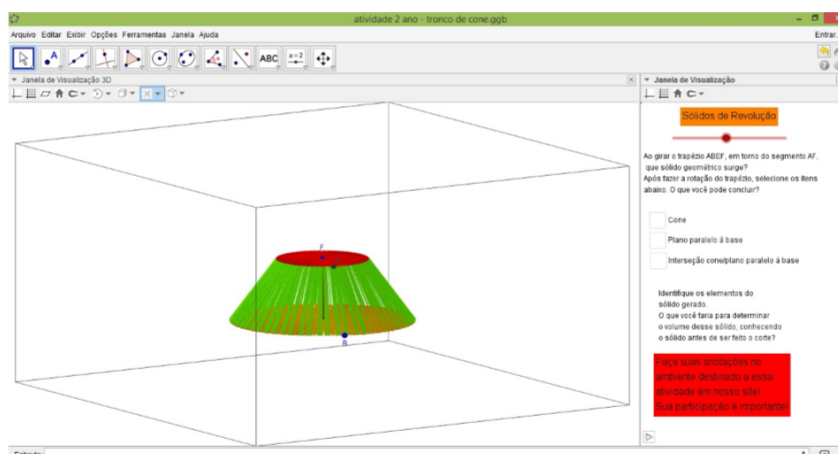 atividade 2 ano - tronco de cone.ggb
Arquivo Editar Exibir Opções Ferramentas Janela Ajuda
Entrar.
A
ABC
a=2
Janela de Visualização 3D
Janela de Visualização
Sólidos de Revolução
Ao girar o trapézio ABEF, em torno do segmento AF,
que sólido geométrico surge?
Após fazer a rotação do trapézio, selecione os itens
abaixo. O que você pode concluir?
Cone
Plano paralelo à base
Interseção cone/plano paralelo à base
F
B
Identifique os elementos do
sólido gerado.
O que você faria para determinar
o volume desse sólido, conhecendo
o sólido antes de ser feito o corte?
Faça suas anotações no
ambiente destinado a essa
atividade em nosso site!
Sua participação é importante!